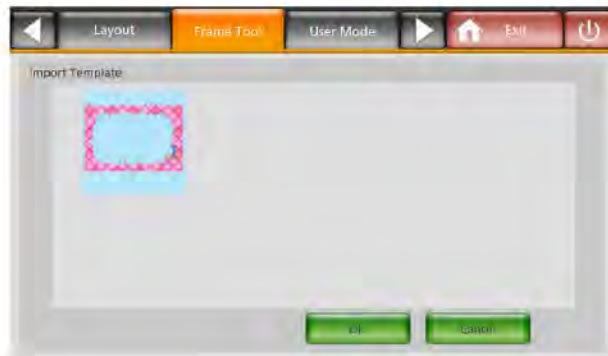 Layout
Frame Tool
User Mode
Exit
Import Template
OK
Cancel